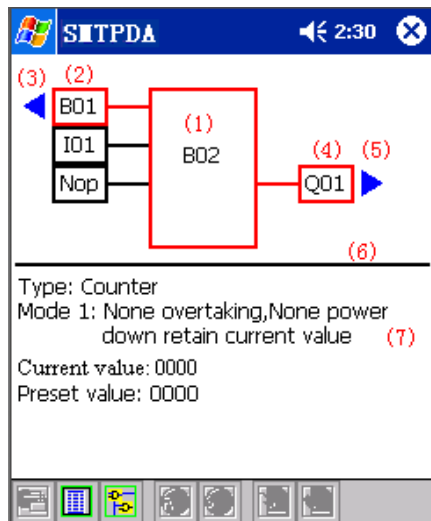 SMTPDA 2:30
(3) (2)
B01
(1)
I01
B02
(4) (5)
Nop
Q01
(6)
Type: Counter
Mode 1: None overtaking,None power
down retain current value (7)
Current value: 0000
Preset value: 0000